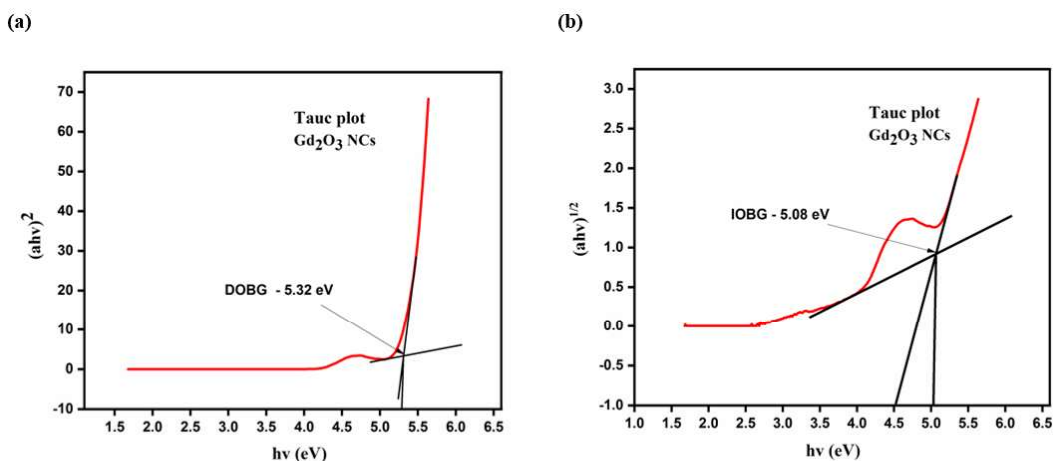 (a)
(b)
70
60
50
40
30
20
10
0
-10
(ahv)2
Tauc plot
Gd2O3 NCs
DOBG - 5.32 eV
1.5 2.0 2.5 3.0 3.5 4.0 4.5 5.0 5.5 6.0 6.5
hv (eV)
3.0
2.5
2.0
1.5
1.0
0.5
0.0
-0.5
-1.0
(ahv)1/2
Tauc plot
Gd2O3 NCs
IOBG - 5.08 eV
1.0 1.5 2.0 2.5 3.0 3.5 4.0 4.5 5.0 5.5 6.0 6.5
hv (eV)